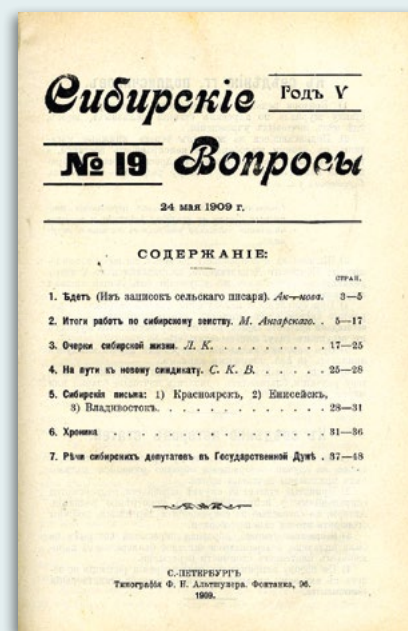 Сибирскіе
Годъ V
№ 19
Вопросы
24 мая 1909 г.
СОДЕРЖАНІЕ:
СТРАН.
1. Ѣдетъ (Изъ записокъ сельскаго писаря). Ак—нова. 3—5
2. Итоги работъ по сибирскому земству. М. Ангарскаго. . 5—17
3. Очерки сибирской жизни. Л. К. . . . . . . . . 17—25
4. На пути къ новому синдикату. С. К. В. . . . . . 25—28
5. Сибирскія письма: 1) Красноярскъ, 2) Енисейскъ,
3) Владивостокъ. . . . . . . . . . . . . 28—31
6. Хроника . . . . . . . . . . . . . . . . 31—36
7. Рѣчи сибирскихъ депутатовъ въ Государственной Думѣ . 37—48
С.-ПЕТЕРБУРГЪ
Типографія Ф. Н. Альтшулера. Фонтанка, 96.
1909.